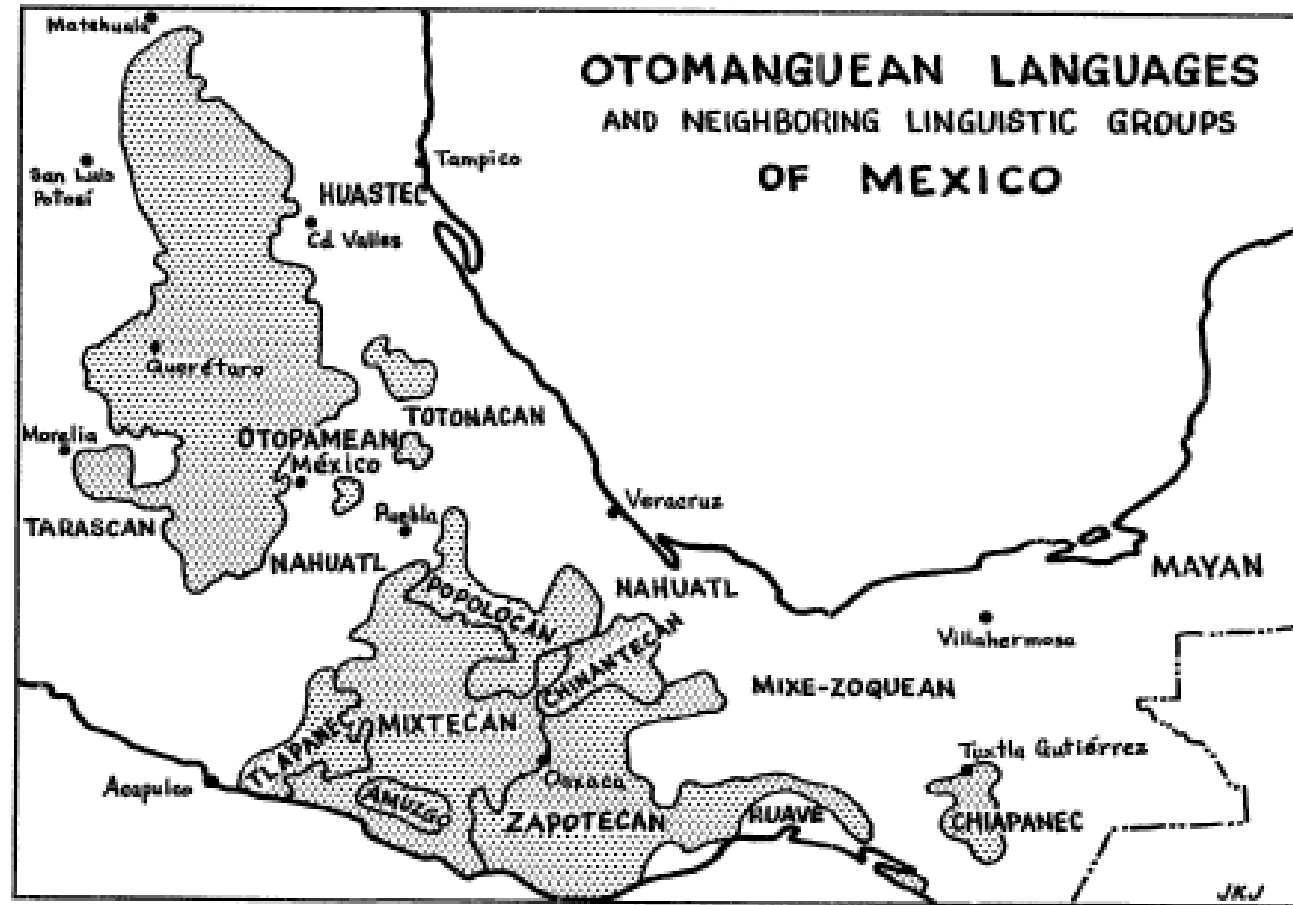 OTOMANGUEAN LANGUAGES
AND NEIGHBORING LINGUISTIC GROUPS
OF MEXICO
Matehuala
San Luis
Potosí
Tampico
HUASTEC
Cd. Valles
Querétaro
TOTONACAN
Morelia
OTOPAMEAN
México
Veracruz
TARASCAN
Puebla
NAHUATL
NAHUATL
MAYAN
POPOLOCAN
Villahermosa
CHINANTECAN
MIXE-ZOQUEAN
TLAPANEC
MIXTECAN
Tuxtla Gutiérrez
Acapulco
Oaxaca
AMUZGO
ZAPOTECAN
HUAVE
CHIAPANEC
JKJ